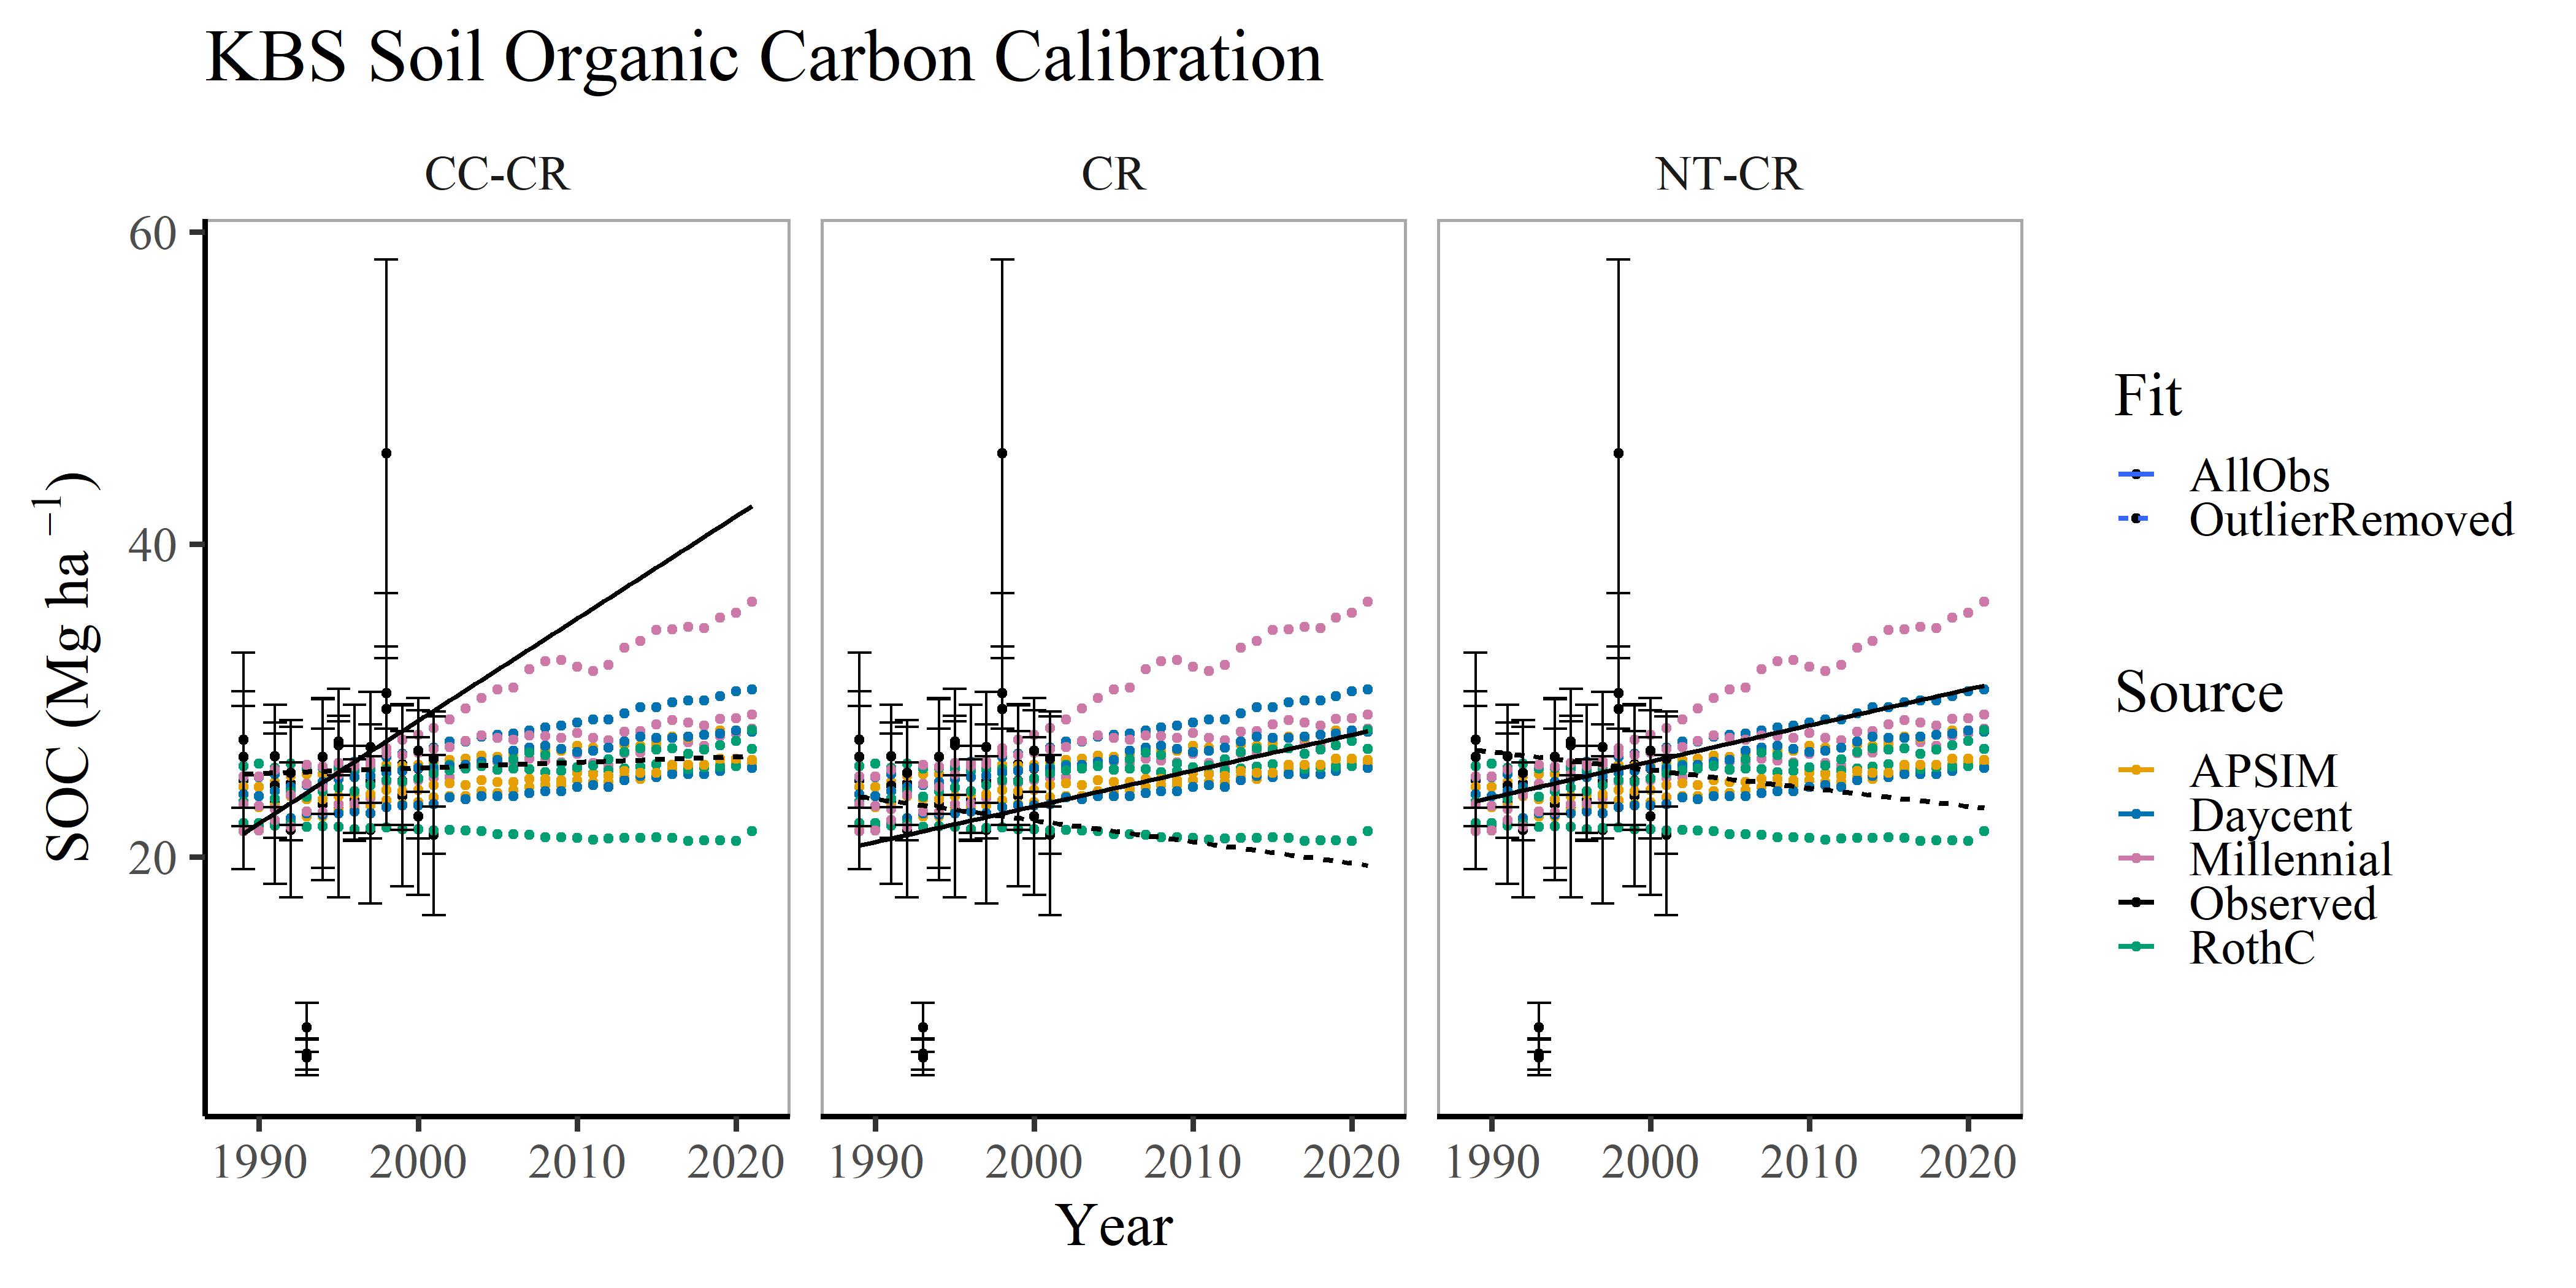 KBS Soil Organic Carbon Calibration
CC-CR
CR
NT-CR
60
40
20
SOC (Mg ha −1)
1990 2000 2010 2020
1990 2000 2010 2020
1990 2000 2010 2020
Year
Fit
AllObs
OutlierRemoved
Source
APSIM
Daycent
Millennial
Observed
RothC